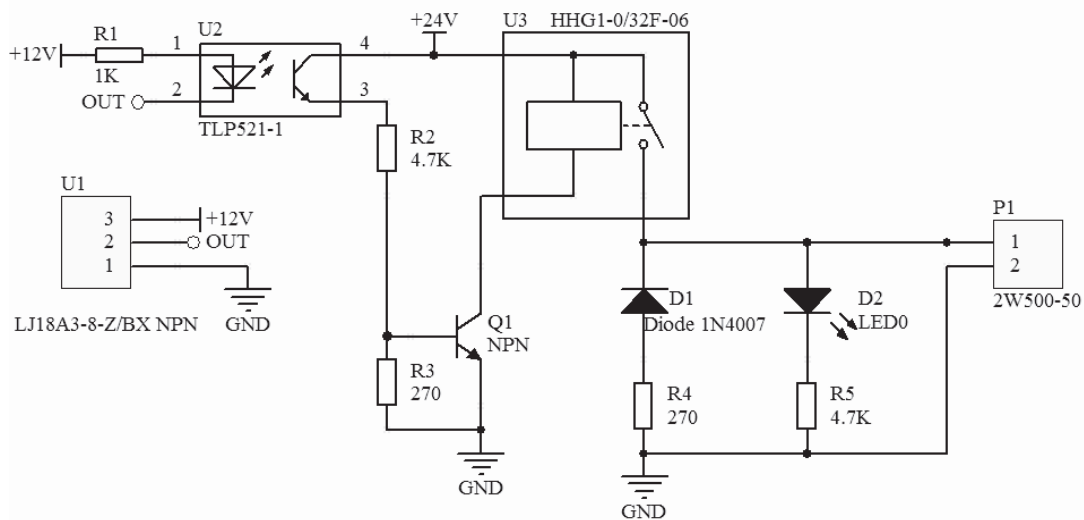 +24V
U3 HHG1-0/32F-06
+12V
R1
1K
1
U2
4
OUT
2
3
TLP521-1
R2
4.7K
U1
3 +12V
2 OUT
1
GND
LJ18A3-8-Z/BX NPN
P1
1
2
2W500-50
Q1
NPN
D1
Diode 1N4007
D2
LED0
R3
270
R4
270
R5
4.7K
GND
GND